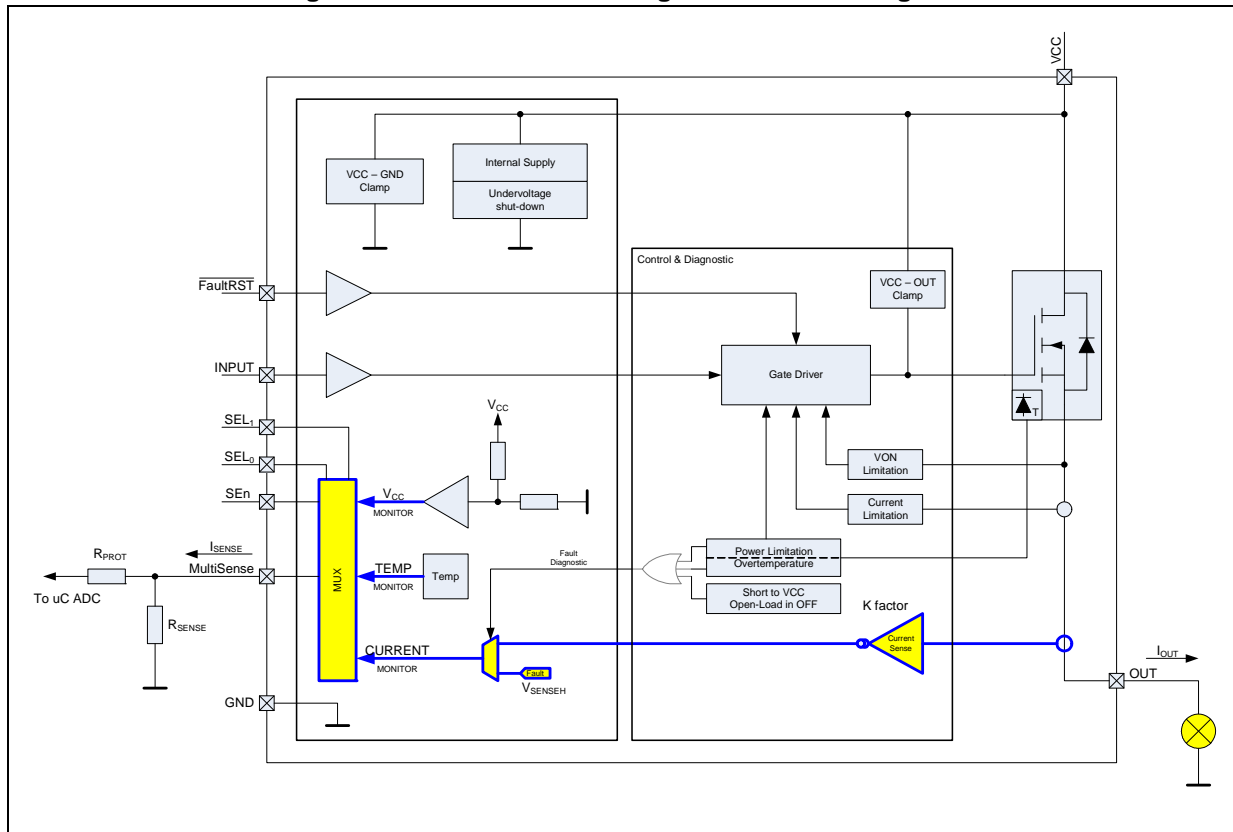 VCC
VCC – GND
Clamp
Internal Supply
Undervoltage
shut-down
Control & Diagnostic
FaultRST
VCC – OUT
Clamp
INPUT
Gate Driver
SEL1
VCC
SEL0
VON
Limitation
SEn
VCC
MONITOR
Current
Limitation
RPROT
ISENSE
MultiSense
MUX
TEMP
MONITOR
Temp
Fault
Diagnostic
Power Limitation
Overtemperature
T
To uC ADC
Short to VCC
Open-Load in OFF
RSENSE
K factor
CURRENT
MONITOR
Current
Sense
Fault
VSENSEH
IOUT
OUT
GND